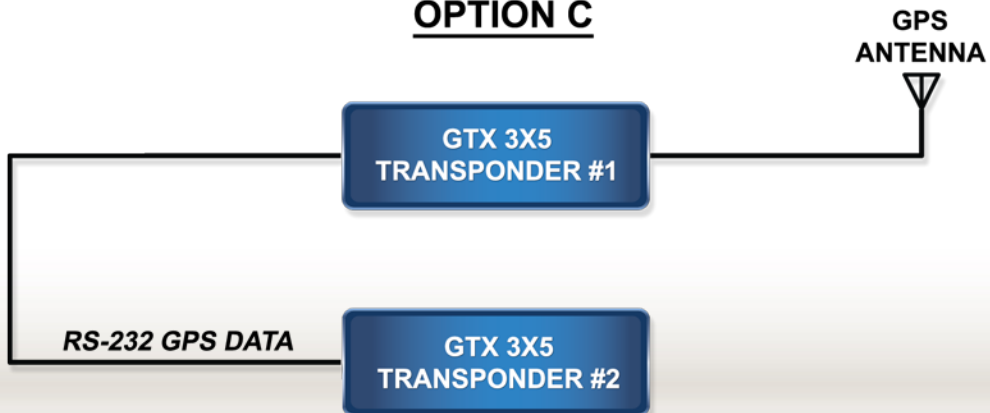 OPTION C
GPS
ANTENNA
GTX 3X5
TRANSPONDER #1
RS-232 GPS DATA
GTX 3X5
TRANSPONDER #2